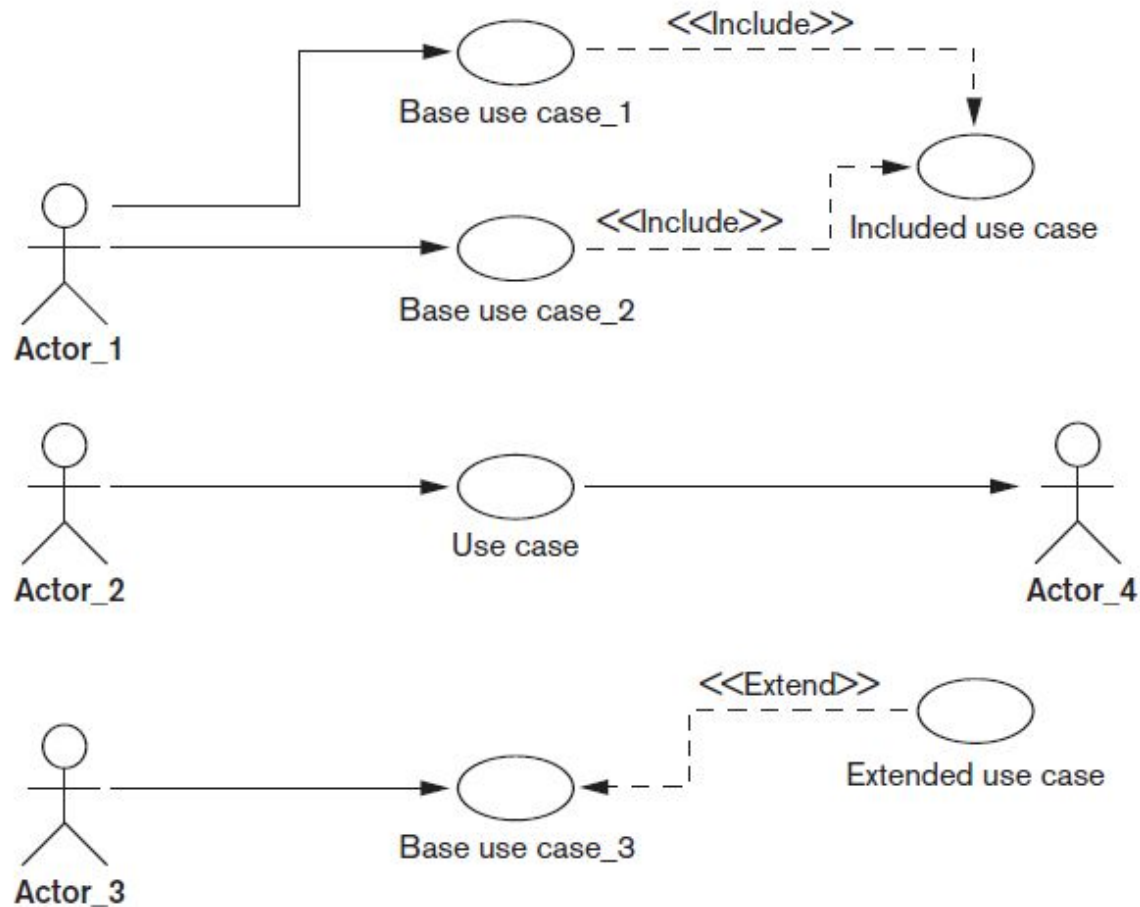 <<Include>>
Base use case_1
<<Include>>
Included use case
Base use case_2
Actor_1
Use case
Actor_2
Actor_4
<<Extend>>
Extended use case
Base use case_3
Actor_3